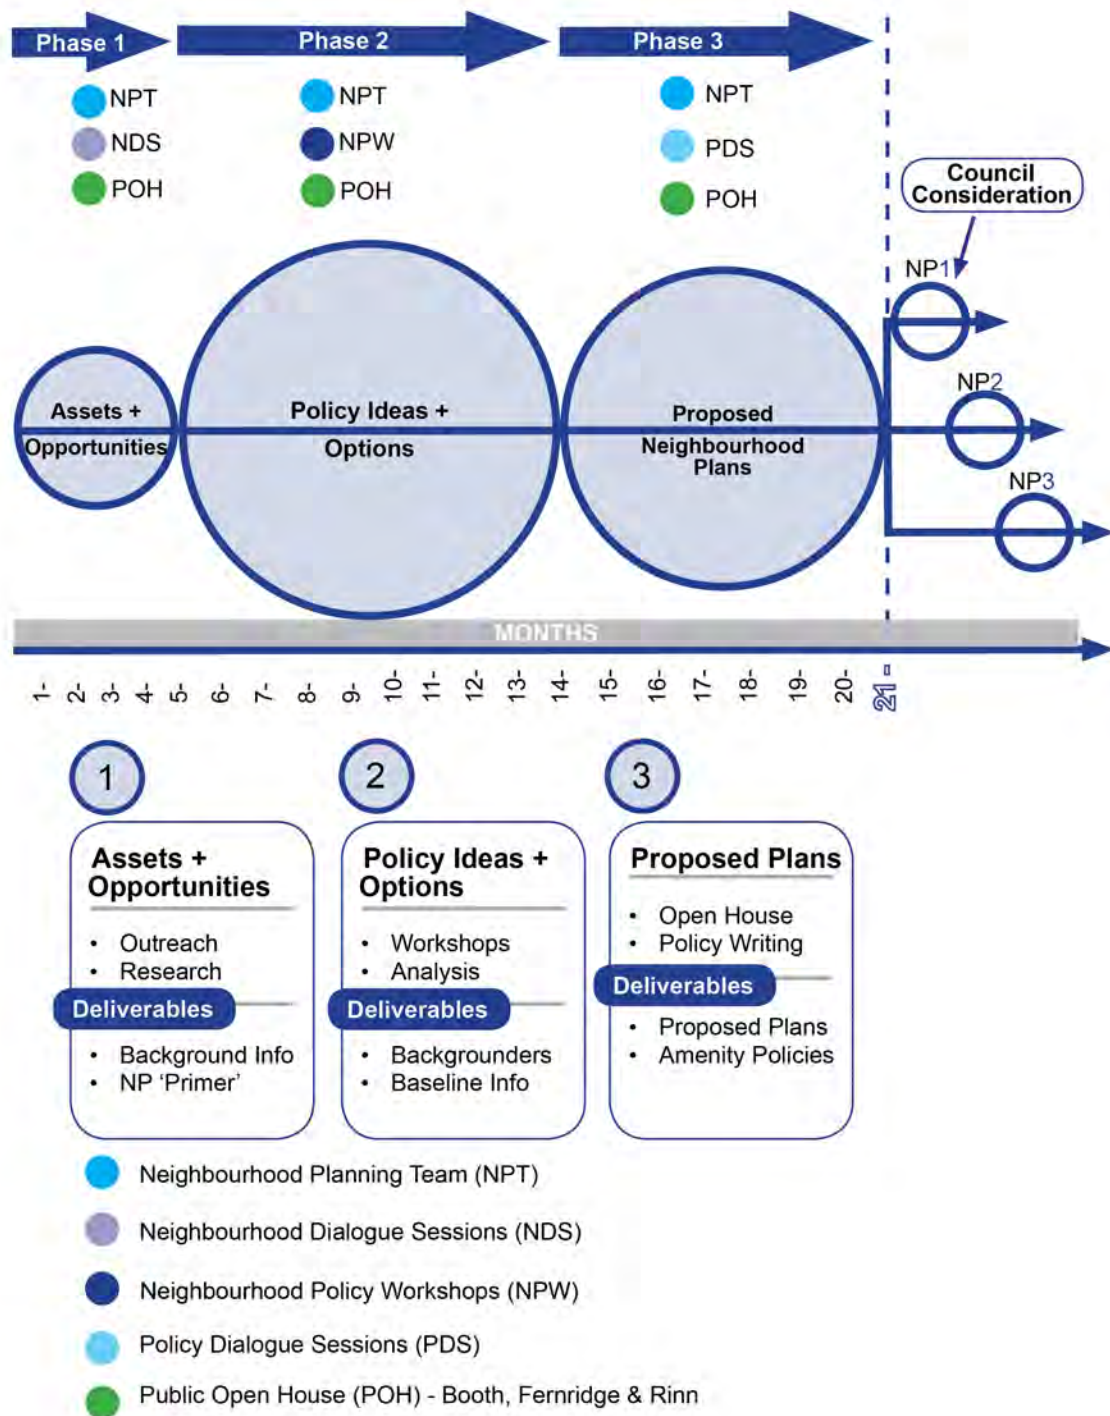 Phase 1
Phase 2
Phase 3
NPT
NDS
POH
NPT
NPW
POH
NPT
PDS
POH
Council
Consideration
NP1
NP2
NP3
Assets +
Opportunities
Policy Ideas +
Options
Proposed
Neighbourhood
Plans
MONTHS
1-
2-
3-
4-
5-
6-
7-
8-
9-
10-
11-
12-
13-
14-
15-
16-
17-
18-
19-
20-
21-
1
2
3
Assets +
Opportunities
• Outreach
• Research
Deliverables
• Background Info
• NP ‘Primer’
Policy Ideas +
Options
• Workshops
• Analysis
Deliverables
• Backgrounders
• Baseline Info
Proposed Plans
• Open House
• Policy Writing
Deliverables
• Proposed Plans
• Amenity Policies
Neighbourhood Planning Team (NPT)
Neighbourhood Dialogue Sessions (NDS)
Neighbourhood Policy Workshops (NPW)
Policy Dialogue Sessions (PDS)
Public Open House (POH) - Booth, Fernridge & Rinn